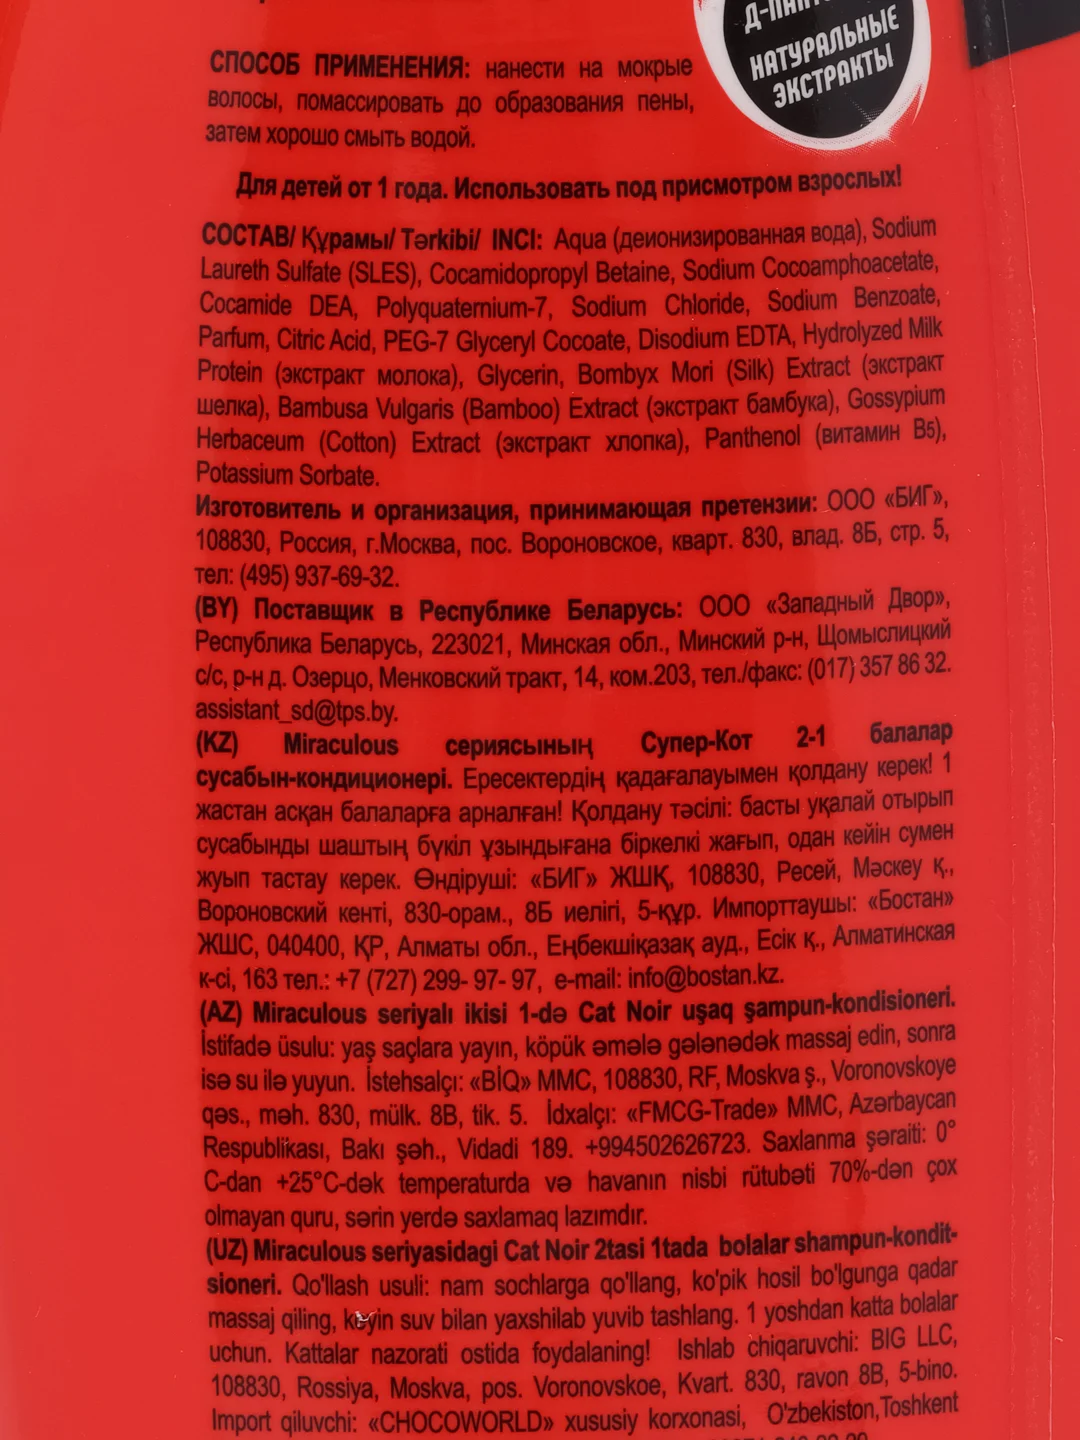 НАТУРАЛЬНЫЕ
ЭКСТРАКТЫ
СПОСОБ ПРИМЕНЕНИЯ: нанести на мокрые
волосы, помассировать до образования пены,
затем хорошо смыть водой.
Для детей от 1 года. Использовать под присмотром взрослых!
СОСТАВ/ Құрамы/ Tərkibi/ INCI: Aqua (деионизированная вода), Sodium
Laureth Sulfate (SLES), Cocamidopropyl Betaine, Sodium Cocoamphoacetate,
Cocamide DEA, Polyquaternium-7, Sodium Chloride, Sodium Benzoate,
Parfum, Citric Acid, PEG-7 Glyceryl Cocoate, Disodium EDTA, Hydrolyzed Milk
Protein (экстракт молока), Glycerin, Bombyx Mori (Silk) Extract (экстракт
шелка), Bambusa Vulgaris (Bamboo) Extract (экстракт бамбука), Gossypium
Herbaceum (Cotton) Extract (экстракт хлопка), Panthenol (витамин B5),
Potassium Sorbate.
Изготовитель и организация, принимающая претензии: ООО «БИГ»,
108830, Россия, г.Москва, пос. Вороновское, кварт. 830, влад. 8Б, стр. 5,
тел: (495) 937-69-32.
(BY) Поставщик в Республике Беларусь: ООО «Западный Двор»,
Республика Беларусь, 223021, Минская обл., Минский р-н, Щомыслицкий
с/с, р-н д. Озерцо, Менковский тракт, 14, ком.203, тел./факс: (017) 357 86 32.
assistant_sd@tps.by.
(KZ) Miraculous сериясының Супер-Кот 2-1 балалар
сусабын-кондиционері. Ересектердің қадағалауымен қолдану керек! 1
жастан асқан балаларға арналған! Қолдану тәсілі: басты уқалай отырып
сусабынды шаштың бүкіл ұзындығана біркелкі жағып, одан кейін сумен
жуып тастау керек. Өндіруші: «БИГ» ЖШҚ, 108830, Ресей, Мәскеу қ.,
Вороновский кенті, 830-орам., 8Б иелігі, 5-құр. Импорттаушы: «Бостан»
ЖШС, 040400, ҚР, Алматы обл., Еңбекшіқазақ ауд., Есік қ., Алматинская
к-сі, 163 тел.: +7 (727) 299- 97- 97, e-mail: info@bostan.kz.
(AZ) Miraculous seriyalı ikisi 1-də Cat Noir uşaq şampun-kondisioneri.
İstifadə üsulu: yaş saçlara yayın, köpük əmələ gələnədək massaj edin, sonra
isə su ilə yuyun. İstehsalçı: «BİQ» MMC, 108830, RF, Moskva ş., Voronovskoye
qəs., məh. 830, mülk. 8B, tik. 5. İdxalçı: «FMCG-Trade» MMC, Azərbaycan
Respublikası, Bakı şəh., Vidadi 189. +994502626723. Saxlanma şəraiti: 0°
C-dan +25°C-dək temperaturda və havanın nisbi rütubəti 70%-dən çox
olmayan quru, sərin yerdə saxlamaq lazımdır.
(UZ) Miraculous seriyasidagi Cat Noir 2tasi 1tada bolalar shampun-kondit-
sioneri. Qo'llash usuli: nam sochlarga qo'llang, ko'pik hosil bo'lgunga qadar
massaj qiling, keyin suv bilan yaxshilab yuvib tashlang. 1 yoshdan katta bolalar
uchun. Kattalar nazorati ostida foydalaning! Ishlab chiqaruvchi: BIG LLC,
108830, Rossiya, Moskva, pos. Voronovskoe, Kvart. 830, ravon 8B, 5-bino.
Import qiluvchi: «CHOCOWORLD» xususiy korxonasi, O'zbekiston,Toshkent